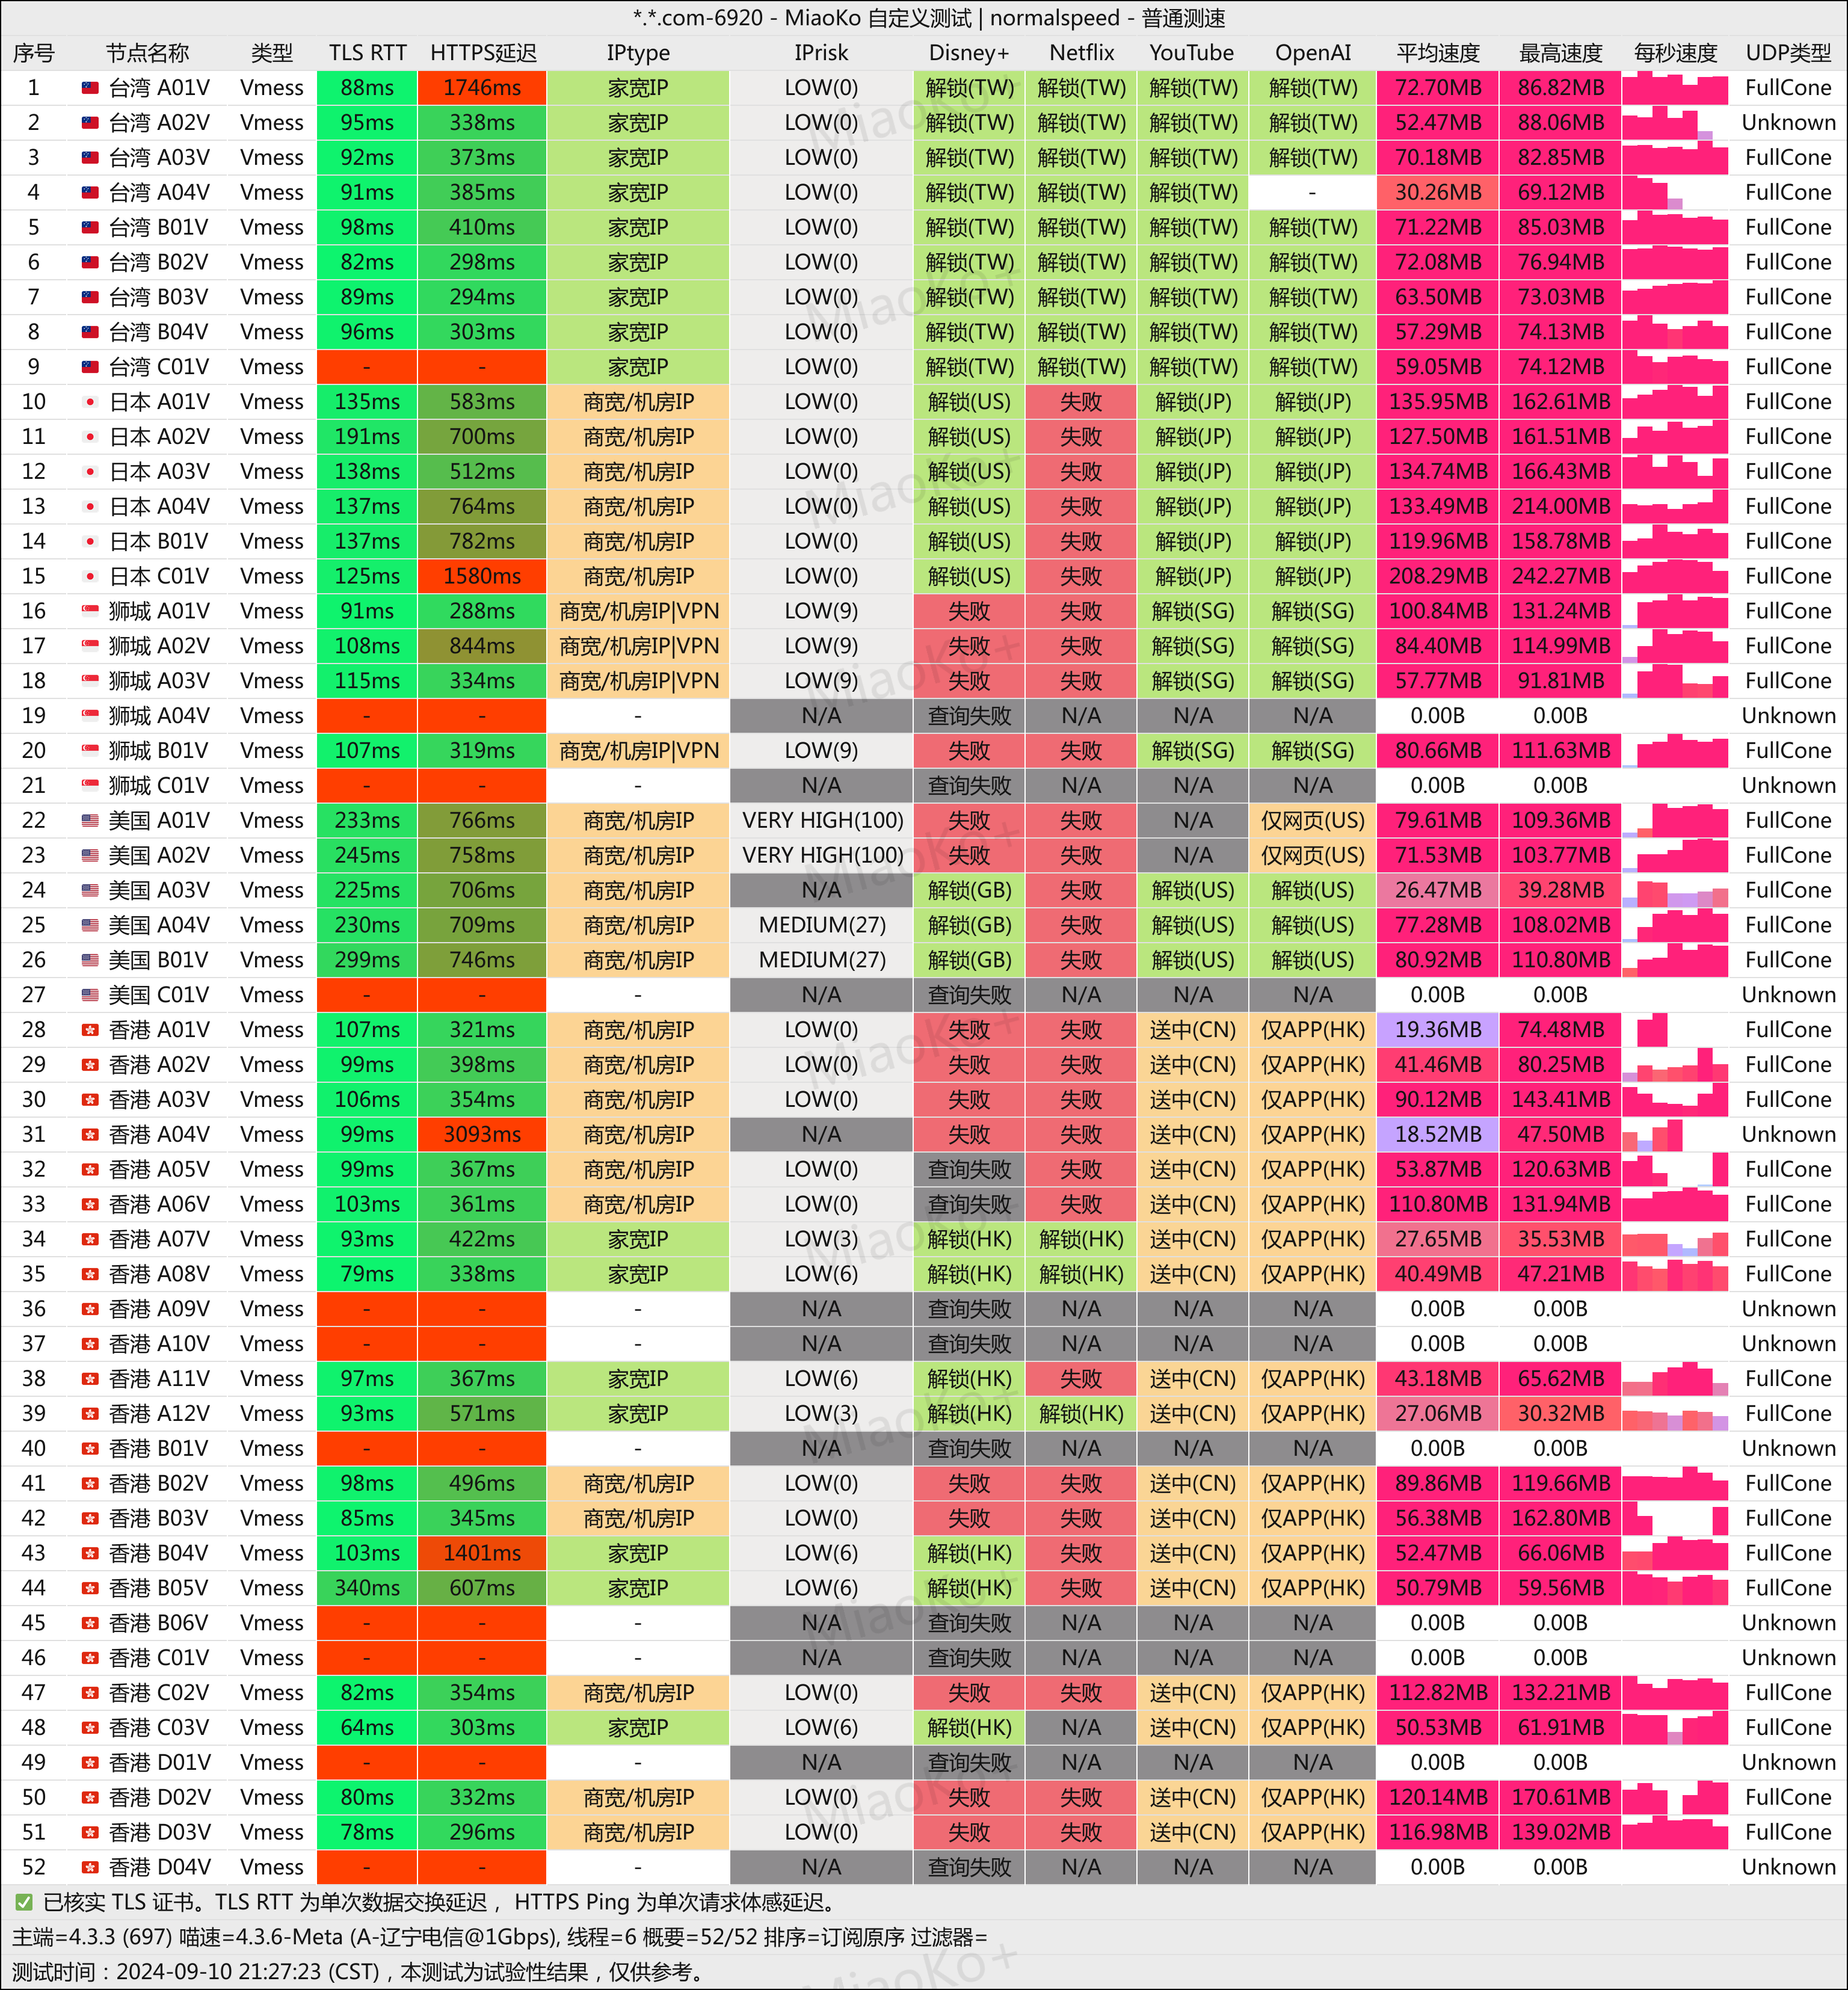 *.*.com-6920 - MiaoKo 自定义测试 | normalspeed - 普通测速
序号 节点名称 类型 TLS RTT HTTPS延迟 IPtype IPrisk Disney+ Netflix YouTube OpenAI 平均速度 最高速度 每秒速度 UDP类型
1 台湾 A01V Vmess 88ms 1746ms 家宽IP LOW(0) 解锁(TW) 解锁(TW) 解锁(TW) 解锁(TW) 72.70MB 86.82MB FullCone
2 台湾 A02V Vmess 95ms 338ms 家宽IP LOW(0) 解锁(TW) 解锁(TW) 解锁(TW) 解锁(TW) 52.47MB 88.06MB Unknown
3 台湾 A03V Vmess 92ms 373ms 家宽IP LOW(0) 解锁(TW) 解锁(TW) 解锁(TW) 解锁(TW) 70.18MB 82.85MB FullCone
4 台湾 A04V Vmess 91ms 385ms 家宽IP LOW(0) 解锁(TW) 解锁(TW) 解锁(TW) - 30.26MB 69.12MB FullCone
5 台湾 B01V Vmess 98ms 410ms 家宽IP LOW(0) 解锁(TW) 解锁(TW) 解锁(TW) 解锁(TW) 71.22MB 85.03MB FullCone
6 台湾 B02V Vmess 82ms 298ms 家宽IP LOW(0) 解锁(TW) 解锁(TW) 解锁(TW) 解锁(TW) 72.08MB 76.94MB FullCone
7 台湾 B03V Vmess 89ms 294ms 家宽IP LOW(0) 解锁(TW) 解锁(TW) 解锁(TW) 解锁(TW) 63.50MB 73.03MB FullCone
8 台湾 B04V Vmess 96ms 303ms 家宽IP LOW(0) 解锁(TW) 解锁(TW) 解锁(TW) 解锁(TW) 57.29MB 74.13MB FullCone
9 台湾 C01V Vmess - - 家宽IP LOW(0) 解锁(TW) 解锁(TW) 解锁(TW) 解锁(TW) 59.05MB 74.12MB FullCone
10 日本 A01V Vmess 135ms 583ms 商宽/机房IP LOW(0) 解锁(US) 失败 解锁(JP) 解锁(JP) 135.95MB 162.61MB FullCone
11 日本 A02V Vmess 191ms 700ms 商宽/机房IP LOW(0) 解锁(US) 失败 解锁(JP) 解锁(JP) 127.50MB 161.51MB FullCone
12 日本 A03V Vmess 138ms 512ms 商宽/机房IP LOW(0) 解锁(US) 失败 解锁(JP) 解锁(JP) 134.74MB 166.43MB FullCone
13 日本 A04V Vmess 137ms 764ms 商宽/机房IP LOW(0) 解锁(US) 失败 解锁(JP) 解锁(JP) 133.49MB 214.00MB FullCone
14 日本 B01V Vmess 137ms 782ms 商宽/机房IP LOW(0) 解锁(US) 失败 解锁(JP) 解锁(JP) 119.96MB 158.78MB FullCone
15 日本 C01V Vmess 125ms 1580ms 商宽/机房IP LOW(0) 解锁(US) 失败 解锁(JP) 解锁(JP) 208.29MB 242.27MB FullCone
16 狮城 A01V Vmess 91ms 288ms 商宽/机房IP|VPN LOW(9) 失败 失败 解锁(SG) 解锁(SG) 100.84MB 131.24MB FullCone
17 狮城 A02V Vmess 108ms 844ms 商宽/机房IP|VPN LOW(9) 失败 失败 解锁(SG) 解锁(SG) 84.40MB 114.99MB FullCone
18 狮城 A03V Vmess 115ms 334ms 商宽/机房IP|VPN LOW(9) 失败 失败 解锁(SG) 解锁(SG) 57.77MB 91.81MB FullCone
19 狮城 A04V Vmess - - - N/A 查询失败 N/A N/A N/A 0.00B 0.00B Unknown
20 狮城 B01V Vmess 107ms 319ms 商宽/机房IP|VPN LOW(9) 失败 失败 解锁(SG) 解锁(SG) 80.66MB 111.63MB FullCone
21 狮城 C01V Vmess - - - N/A 查询失败 N/A N/A N/A 0.00B 0.00B Unknown
22 美国 A01V Vmess 233ms 766ms 商宽/机房IP VERY HIGH(100) 失败 失败 N/A 仅网页(US) 79.61MB 109.36MB FullCone
23 美国 A02V Vmess 245ms 758ms 商宽/机房IP VERY HIGH(100) 失败 失败 N/A 仅网页(US) 71.53MB 103.77MB FullCone
24 美国 A03V Vmess 225ms 706ms 商宽/机房IP N/A 解锁(GB) 失败 解锁(US) 解锁(US) 26.47MB 39.28MB FullCone
25 美国 A04V Vmess 230ms 709ms 商宽/机房IP MEDIUM(27) 解锁(GB) 失败 解锁(US) 解锁(US) 77.28MB 108.02MB FullCone
26 美国 B01V Vmess 299ms 746ms 商宽/机房IP MEDIUM(27) 解锁(GB) 失败 解锁(US) 解锁(US) 80.92MB 110.80MB FullCone
27 美国 C01V Vmess - - - N/A 查询失败 N/A N/A N/A 0.00B 0.00B Unknown
28 香港 A01V Vmess 107ms 321ms 商宽/机房IP LOW(0) 失败 失败 送中(CN) 仅APP(HK) 19.36MB 74.48MB FullCone
29 香港 A02V Vmess 99ms 398ms 商宽/机房IP LOW(0) 失败 失败 送中(CN) 仅APP(HK) 41.46MB 80.25MB FullCone
30 香港 A03V Vmess 106ms 354ms 商宽/机房IP LOW(0) 失败 失败 送中(CN) 仅APP(HK) 90.12MB 143.41MB FullCone
31 香港 A04V Vmess 99ms 3093ms 商宽/机房IP N/A 失败 失败 送中(CN) 仅APP(HK) 18.52MB 47.50MB Unknown
32 香港 A05V Vmess 99ms 367ms 商宽/机房IP LOW(0) 查询失败 失败 送中(CN) 仅APP(HK) 53.87MB 120.63MB FullCone
33 香港 A06V Vmess 103ms 361ms 商宽/机房IP LOW(0) 查询失败 失败 送中(CN) 仅APP(HK) 110.80MB 131.94MB FullCone
34 香港 A07V Vmess 93ms 422ms 家宽IP LOW(3) 解锁(HK) 解锁(HK) 送中(CN) 仅APP(HK) 27.65MB 35.53MB FullCone
35 香港 A08V Vmess 79ms 338ms 家宽IP LOW(6) 解锁(HK) 解锁(HK) 送中(CN) 仅APP(HK) 40.49MB 47.21MB FullCone
36 香港 A09V Vmess - - - N/A 查询失败 N/A N/A N/A 0.00B 0.00B Unknown
37 香港 A10V Vmess - - - N/A 查询失败 N/A N/A N/A 0.00B 0.00B Unknown
38 香港 A11V Vmess 97ms 367ms 家宽IP LOW(6) 解锁(HK) 失败 送中(CN) 仅APP(HK) 43.18MB 65.62MB FullCone
39 香港 A12V Vmess 93ms 571ms 家宽IP LOW(3) 解锁(HK) 解锁(HK) 送中(CN) 仅APP(HK) 27.06MB 30.32MB FullCone
40 香港 B01V Vmess - - - N/A 查询失败 N/A N/A N/A 0.00B 0.00B Unknown
41 香港 B02V Vmess 98ms 496ms 商宽/机房IP LOW(0) 失败 失败 送中(CN) 仅APP(HK) 89.86MB 119.66MB FullCone
42 香港 B03V Vmess 85ms 345ms 商宽/机房IP LOW(0) 失败 失败 送中(CN) 仅APP(HK) 56.38MB 162.80MB FullCone
43 香港 B04V Vmess 103ms 1401ms 家宽IP LOW(6) 解锁(HK) 失败 送中(CN) 仅APP(HK) 52.47MB 66.06MB FullCone
44 香港 B05V Vmess 340ms 607ms 家宽IP LOW(6) 解锁(HK) 失败 送中(CN) 仅APP(HK) 50.79MB 59.56MB FullCone
45 香港 B06V Vmess - - - N/A 查询失败 N/A N/A N/A 0.00B 0.00B Unknown
46 香港 C01V Vmess - - - N/A 查询失败 N/A N/A N/A 0.00B 0.00B Unknown
47 香港 C02V Vmess 82ms 354ms 商宽/机房IP LOW(0) 失败 失败 送中(CN) 仅APP(HK) 112.82MB 132.21MB FullCone
48 香港 C03V Vmess 64ms 303ms 家宽IP LOW(6) 解锁(HK) N/A 送中(CN) 仅APP(HK) 50.53MB 61.91MB FullCone
49 香港 D01V Vmess - - - N/A 查询失败 N/A N/A N/A 0.00B 0.00B Unknown
50 香港 D02V Vmess 80ms 332ms 商宽/机房IP LOW(0) 失败 失败 送中(CN) 仅APP(HK) 120.14MB 170.61MB FullCone
51 香港 D03V Vmess 78ms 296ms 商宽/机房IP LOW(0) 失败 失败 送中(CN) 仅APP(HK) 116.98MB 139.02MB FullCone
52 香港 D04V Vmess - - - N/A 查询失败 N/A N/A N/A 0.00B 0.00B Unknown
✅ 已核实 TLS 证书。TLS RTT 为单次数据交换延迟， HTTPS Ping 为单次请求体感延迟。
主端=4.3.3 (697) 喵速=4.3.6-Meta (A-辽宁电信@1Gbps), 线程=6 概要=52/52 排序=订阅原序 过滤器=
测试时间：2024-09-10 21:27:23 (CST)，本测试为试验性结果，仅供参考。
MiaoKo+